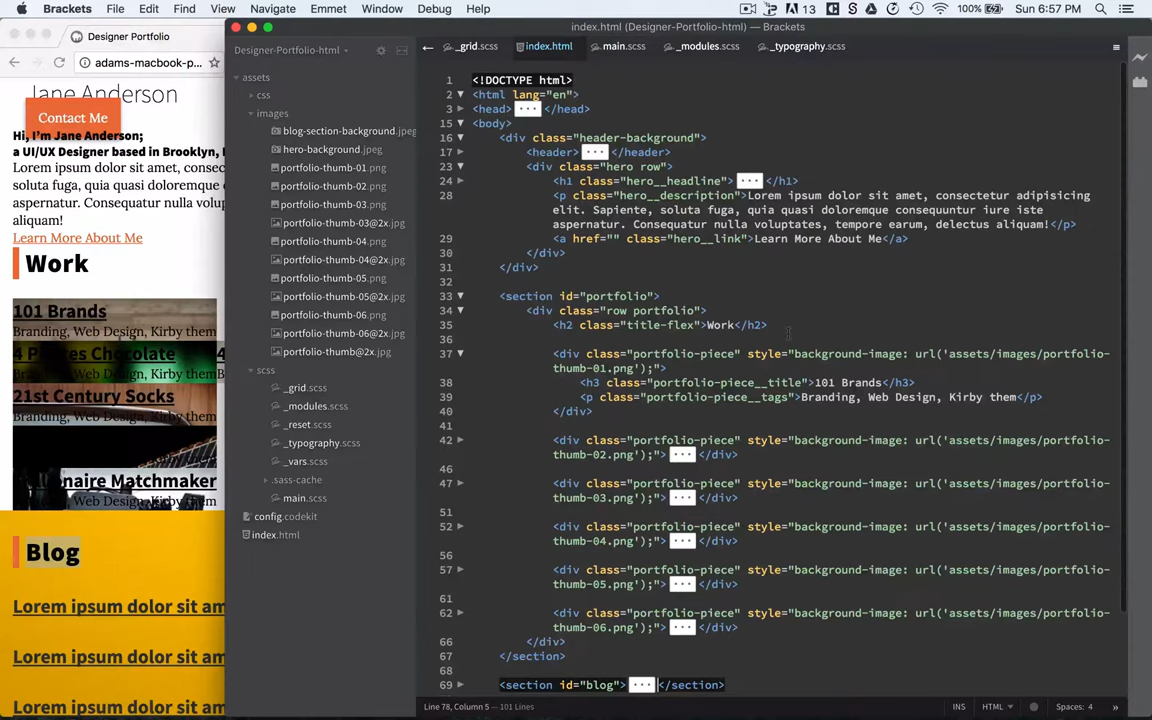 Brackets File Edit Find View Navigate Emmet Window Debug Help 13 100% Sun 6:57 PM
index.html (Designer-Portfolio-html) — Brackets
Designer Portfolio
adams-macbook-p...
Jane Anderson
Contact Me
Hi, I'm Jane Anderson;
a UI/UX Designer based in Brooklyn,
Lorem ipsum dolor sit amet, consec
soluta fuga, quia quasi doloremque
aspernatur. Consequatur nulla volup
aliquam!
Learn More About Me
Work
101 Brands
Branding, Web Design, Kirby them
Chocolate
Branding, Web Design, Kirby them
21st Century Socks
Branding, Web Design, Kirby them
Matchmaker
Branding, Web Design, Kirby them
Blog
Lorem ipsum dolor sit am
Lorem ipsum dolor sit am
Lorem ipsum dolor sit am
Designer-Portfolio-html
assets
css
images
blog-section-background.jpeg
hero-background.jpeg
portfolio-thumb-01.png
portfolio-thumb-02.png
portfolio-thumb-03.png
portfolio-thumb-03@2x.jpg
portfolio-thumb-04.png
portfolio-thumb-04@2x.jpg
portfolio-thumb-05.png
portfolio-thumb-05@2x.jpg
portfolio-thumb-06.png
portfolio-thumb-06@2x.jpg
portfolio-thumb@2x.jpg
scss
_grid.scss
_modules.scss
_reset.scss
_typography.scss
_vars.scss
.sass-cache
main.scss
config.codekit
index.html
_grid.scss index.html main.scss _modules.scss _typography.scss
1 <!DOCTYPE html>
2 <html lang="en">
3 <head> ... </head>
15 <body>
16 <div class="header-background">
17 <header> ... </header>
23 <div class="hero row">
24 <h1 class="hero__headline"> ... </h1>
28 <p class="hero__description">Lorem ipsum dolor sit amet, consectetur adipisicing
elit. Sapiente, soluta fuga, quia quasi doloremque consequuntur iure iste
aspernatur. Consequatur nulla voluptates, tempore earum, delectus aliquam!</p>
29 <a href="" class="hero__link">Learn More About Me</a>
30 </div>
31 </div>
32
33 <section id="portfolio">
34 <div class="row portfolio">
35 <h2 class="title-flex">Work</h2>
36
37 <div class="portfolio-piece" style="background-image: url('assets/images/portfolio-
thumb-01.png');">
38 <h3 class="portfolio-piece__title">101 Brands</h3>
39 <p class="portfolio-piece__tags">Branding, Web Design, Kirby them</p>
40 </div>
41
42 <div class="portfolio-piece" style="background-image: url('assets/images/portfolio-
thumb-02.png');"> ... </div>
46
47 <div class="portfolio-piece" style="background-image: url('assets/images/portfolio-
thumb-03.png');"> ... </div>
51
52 <div class="portfolio-piece" style="background-image: url('assets/images/portfolio-
thumb-04.png');"> ... </div>
56
57 <div class="portfolio-piece" style="background-image: url('assets/images/portfolio-
thumb-05.png');"> ... </div>
61
62 <div class="portfolio-piece" style="background-image: url('assets/images/portfolio-
thumb-06.png');"> ... </div>
66 </div>
67 </section>
68
69 <section id="blog"> ... </section>
Line 78, Column 5 — 101 Lines
INS HTML Spaces: 4